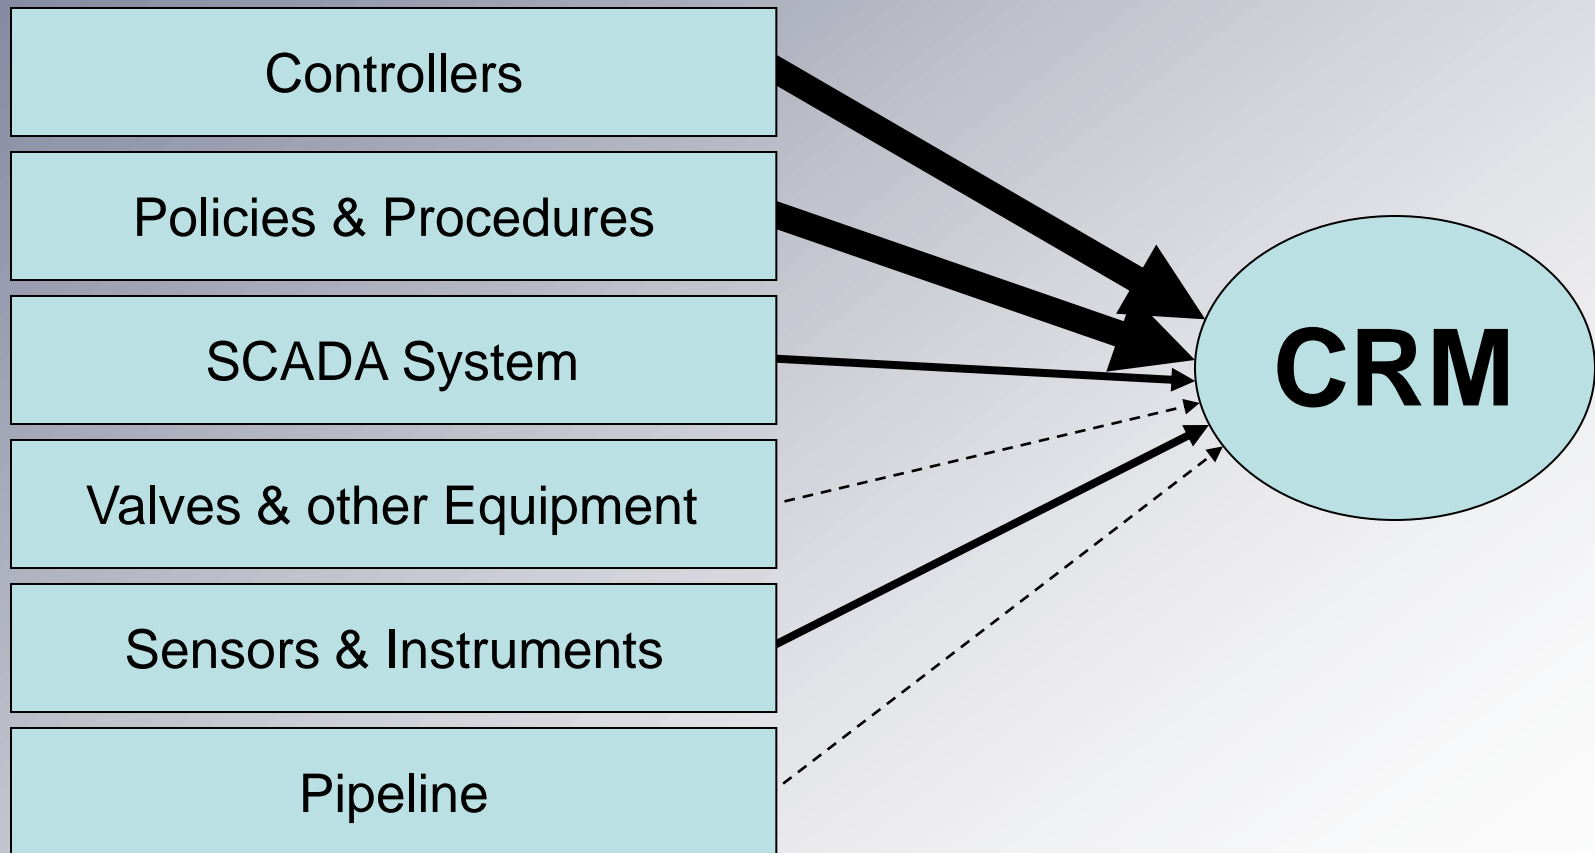 Controllers
Policies & Procedures
SCADA System
Valves & other Equipment
Sensors & Instruments
Pipeline
CRM